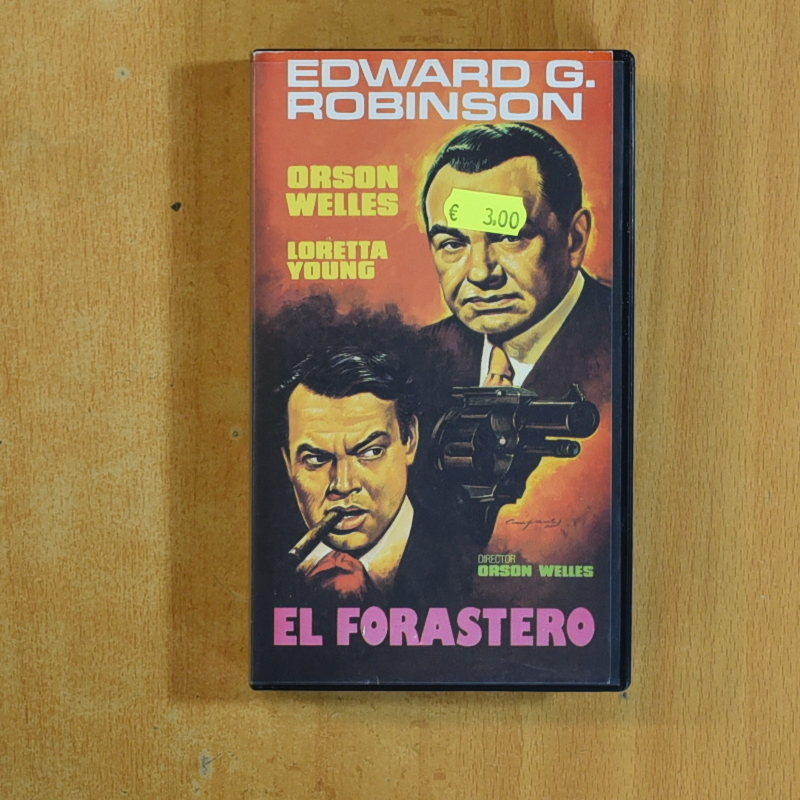 EDWARD G.
ROBINSON
ORSON
WELLES
€ 3,00
LORETTA
YOUNG
DIRECTOR
ORSON WELLES
EL FORASTERO